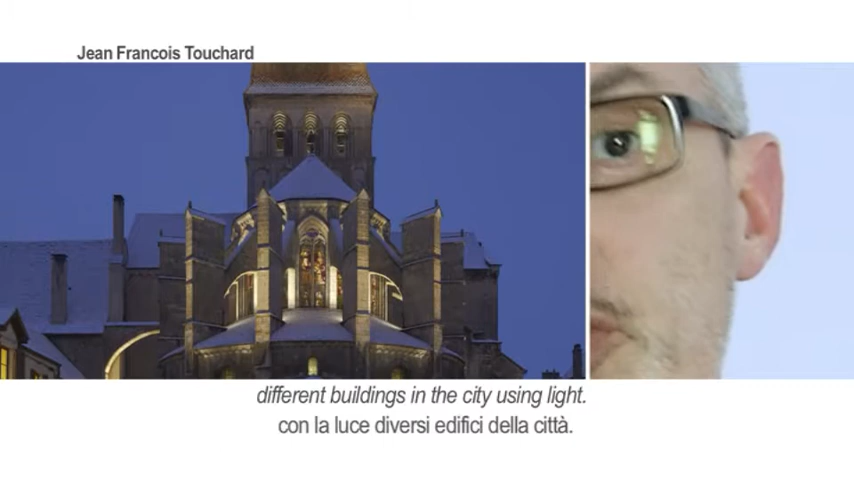 Jean Francois Touchard
different buildings in the city using light.
con la luce diversi edifici della città.